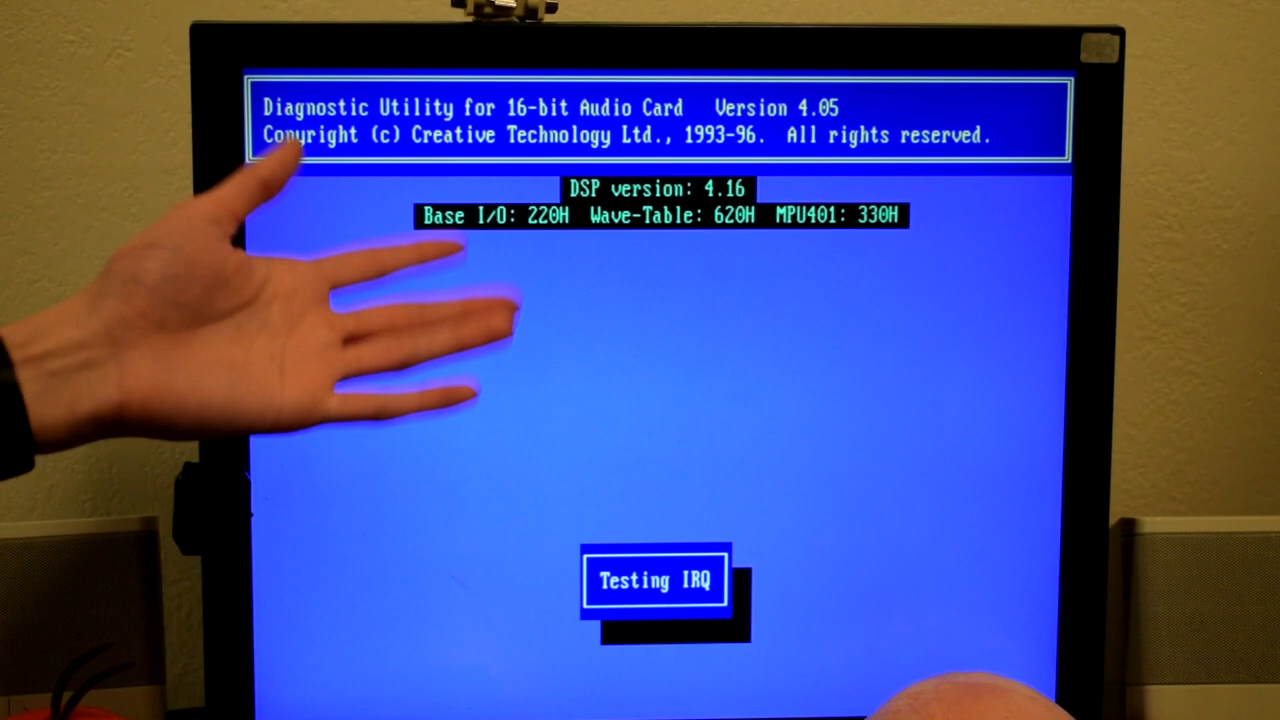 Diagnostic Utility for 16-bit Audio Card Version 4.05
Copyright (c) Creative Technology Ltd., 1993-96. All rights reserved.
DSP version: 4.16
Base I/O: 220H Wave-Table: 620H MPU401: 330H
Testing IRQ